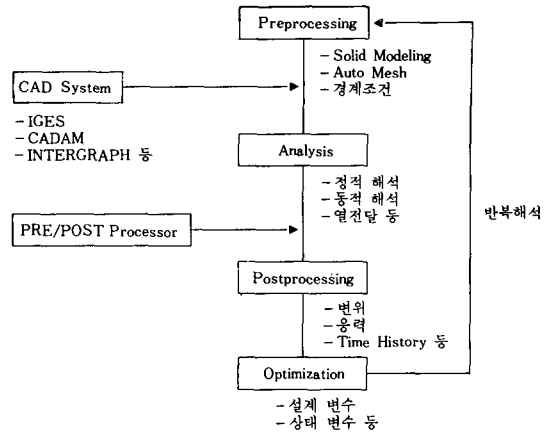 Preprocessing
– Solid Modeling
– Auto Mesh
– 경계조건
CAD System
– IGES
– CADAM
– INTERGRAPH 등
Analysis
– 정적 해석
– 동적 해석
– 열전달 등
반복해석
PRE/POST Processor
Postprocessing
– 변위
– 응력
– Time History 등
Optimization
– 설계 변수
– 상태 변수 등